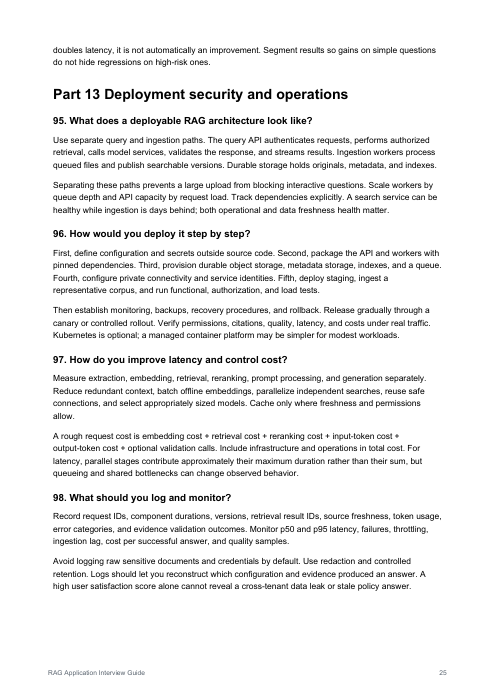 doubles latency, it is not automatically an improvement. Segment results so gains on simple questions
do not hide regressions on high-risk ones.
Part 13 Deployment security and operations
95. What does a deployable RAG architecture look like?
Use separate query and ingestion paths. The query API authenticates requests, performs authorized
retrieval, calls model services, validates the response, and streams results. Ingestion workers process
queued files and publish searchable versions. Durable storage holds originals, metadata, and indexes.
Separating these paths prevents a large upload from blocking interactive questions. Scale workers by
queue depth and API capacity by request load. Track dependencies explicitly. A search service can be
healthy while ingestion is days behind; both operational and data freshness health matter.
96. How would you deploy it step by step?
First, define configuration and secrets outside source code. Second, package the API and workers with
pinned dependencies. Third, provision durable object storage, metadata storage, indexes, and a queue.
Fourth, configure private connectivity and service identities. Fifth, deploy staging, ingest a
representative corpus, and run functional, authorization, and load tests.
Then establish monitoring, backups, recovery procedures, and rollback. Release gradually through a
canary or controlled rollout. Verify permissions, citations, quality, latency, and costs under real traffic.
Kubernetes is optional; a managed container platform may be simpler for modest workloads.
97. How do you improve latency and control cost?
Measure extraction, embedding, retrieval, reranking, prompt processing, and generation separately.
Reduce redundant context, batch offline embeddings, parallelize independent searches, reuse safe
connections, and select appropriately sized models. Cache only where freshness and permissions
allow.
A rough request cost is embedding cost + retrieval cost + reranking cost + input-token cost +
output-token cost + optional validation calls. Include infrastructure and operations in total cost. For
latency, parallel stages contribute approximately their maximum duration rather than their sum, but
queueing and shared bottlenecks can change observed behavior.
98. What should you log and monitor?
Record request IDs, component durations, versions, retrieval result IDs, source freshness, token usage,
error categories, and evidence validation outcomes. Monitor p50 and p95 latency, failures, throttling,
ingestion lag, cost per successful answer, and quality samples.
Avoid logging raw sensitive documents and credentials by default. Use redaction and controlled
retention. Logs should let you reconstruct which configuration and evidence produced an answer. A
high user satisfaction score alone cannot reveal a cross-tenant data leak or stale policy answer.
RAG Application Interview Guide
25